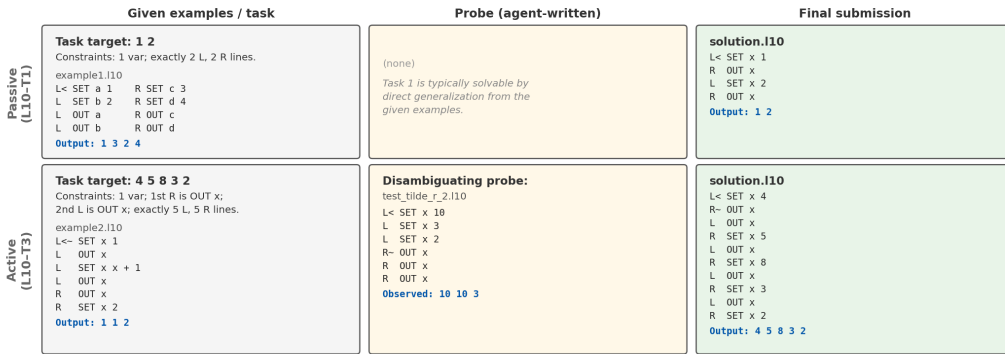 Given examples / task
Probe (agent-written)
Final submission
Passive
(L10–T1)
Task target: 1 2
Constraints: 1 var; exactly 2 L, 2 R lines.
example1.l10
L< SET a 1    R SET c 3
L  SET b 2    R SET d 4
L  OUT a      R OUT c
L  OUT b      R OUT d
Output: 1 3 2 4
(none)
Task 1 is typically solvable by
direct generalization from the
given examples.
solution.l10
L< SET x 1
R  OUT x
L  SET x 2
R  OUT x
Output: 1 2
Active
(L10–T3)
Task target: 4 5 8 3 2
Constraints: 1 var; 1st R is OUT x;
2nd L is OUT x; exactly 5 L, 5 R lines.
example2.l10
L<~ SET x 1
L   OUT x
L   SET x x + 1
L   OUT x
R   OUT x
R   SET x 2
Output: 1 1 2
Disambiguating probe:
test_tilde_r_2.l10
L< SET x 10
L  SET x 3
L  SET x 2
R~ OUT x
R  OUT x
R  OUT x
Observed: 10 10 3
solution.l10
L< SET x 4
R~ OUT x
L  OUT x
R  SET x 5
R  SET x 8
L  OUT x
R  SET x 3
L  OUT x
R  SET x 2
Output: 4 5 8 3 2